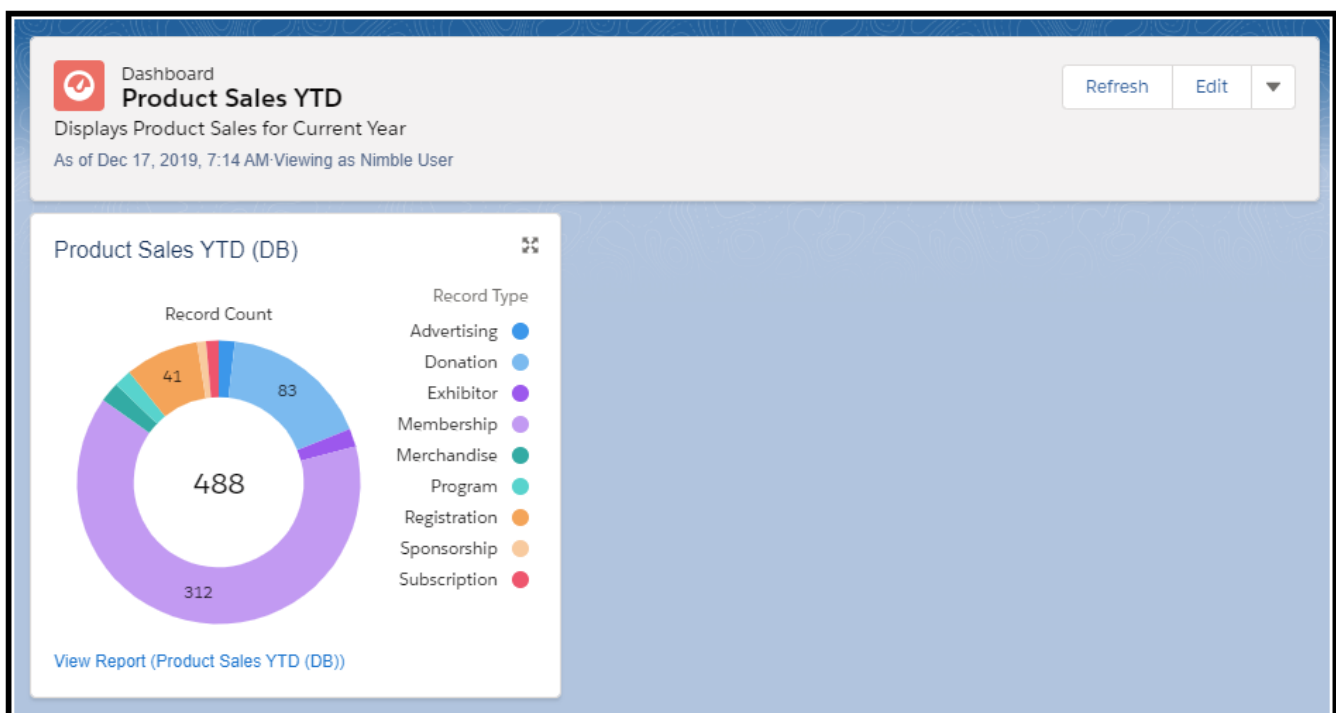 Dashboard
Product Sales YTD
Refresh
Edit
Displays Product Sales for Current Year
As of Dec 17, 2019, 7:14 AM·Viewing as Nimble User
Product Sales YTD (DB)
Record Count
41
83
488
312
Record Type
Advertising
Donation
Exhibitor
Membership
Merchandise
Program
Registration
Sponsorship
Subscription
View Report (Product Sales YTD (DB))